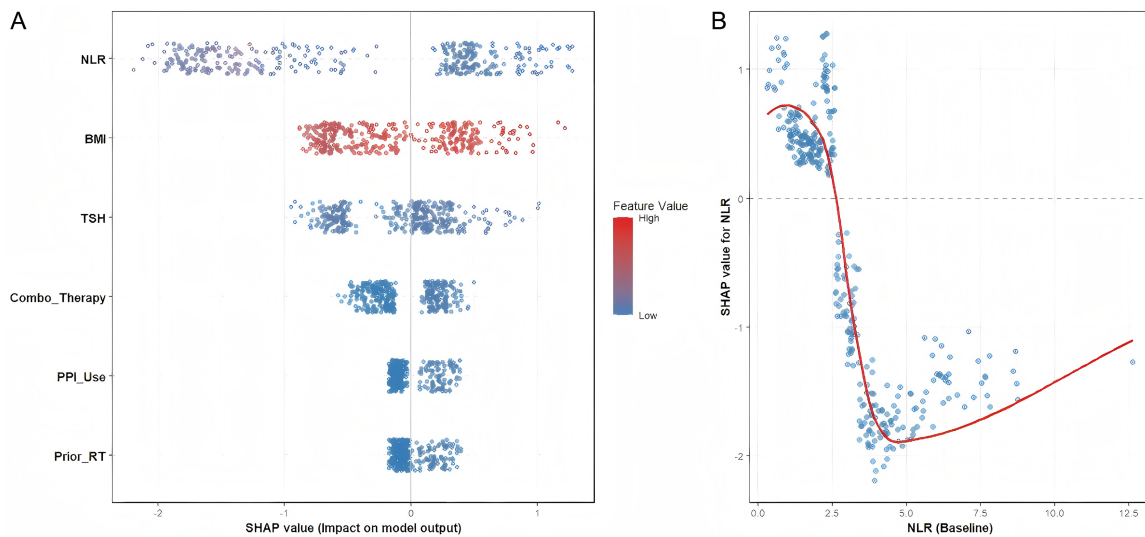 A
NLR
BMI
TSH
Combo_Therapy
PPI_Use
Prior_RT
-2
-1
0
1
SHAP value (Impact on model output)
Feature Value
High
Low
B
SHAP value for NLR
1
0
-1
-2
0.0
2.5
5.0
7.5
10.0
12.5
NLR (Baseline)